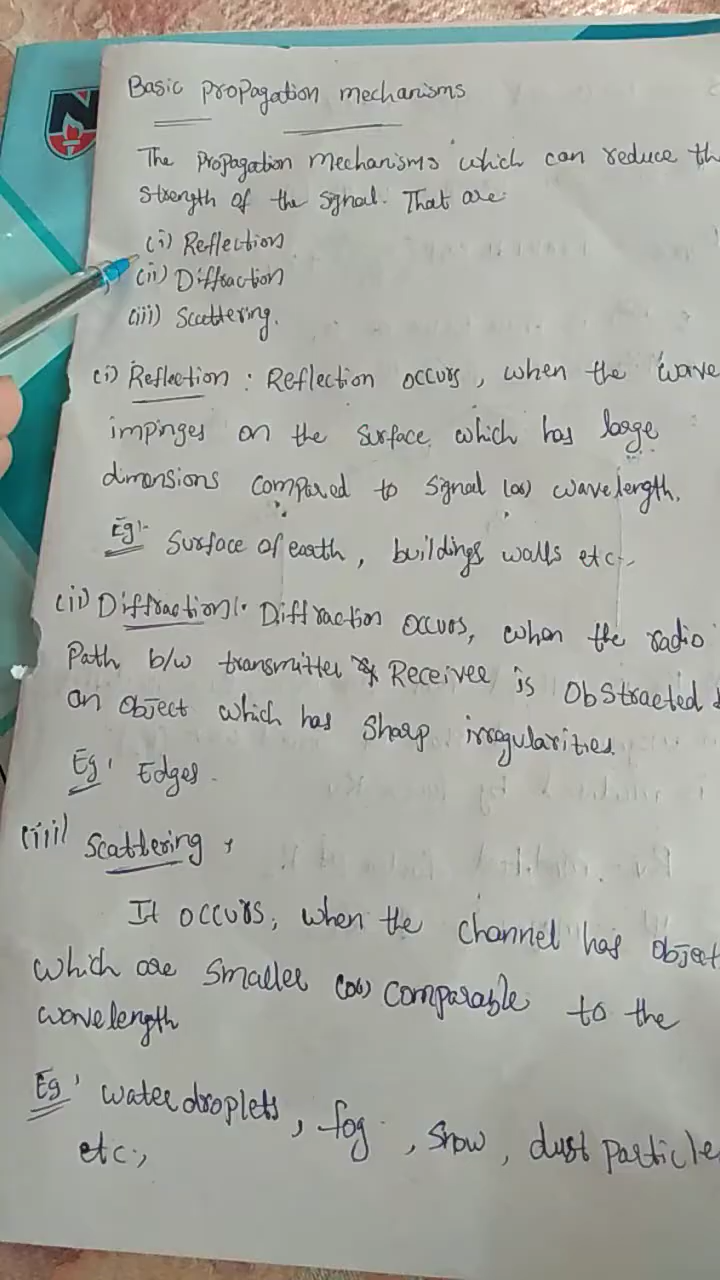 N
Basic propagation mechanisms
The propagation mechanisms which can reduce th
strength of the signal. That are:
(i) Reflection
(ii) Diffraction
(iii) Scattering.
(i) Reflection : Reflection occurs, when the wave
impinges on the surface which has large
dimensions compared to signal (or) wavelength.
Eg:- Surface of earth, buildings walls etc.,
(ii) Diffraction:- Diffraction occurs, when the radio
Path b/w transmitter & Receiver is Obstracted
an object which has sharp irregularities.
Eg: Edges.
(iii) Scattering :
It occurs, when the channel has object
which are smaller (or) comparable to the
wavelength
Eg: water droplets, fog, snow, dust particle
etc.,